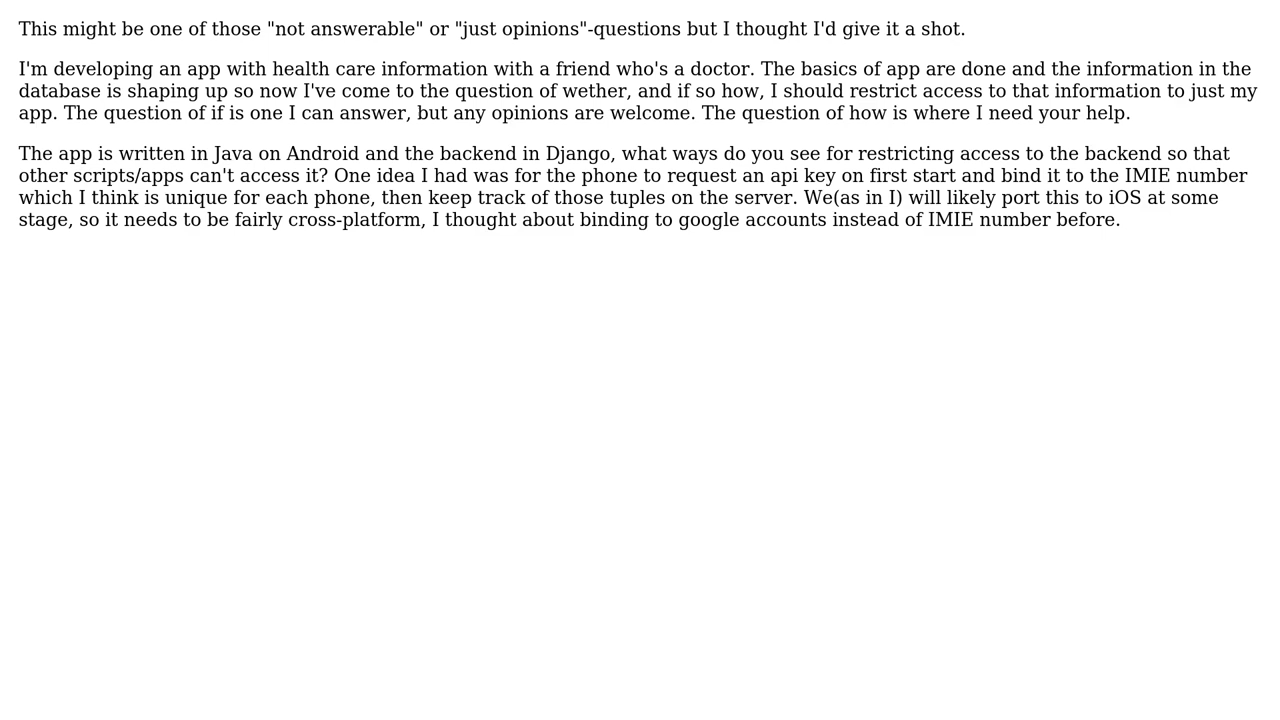 This might be one of those "not answerable" or "just opinions"-questions but I thought I'd give it a shot.
I'm developing an app with health care information with a friend who's a doctor. The basics of app are done and the information in the
database is shaping up so now I've come to the question of wether, and if so how, I should restrict access to that information to just my
app. The question of if is one I can answer, but any opinions are welcome. The question of how is where I need your help.
The app is written in Java on Android and the backend in Django, what ways do you see for restricting access to the backend so that
other scripts/apps can't access it? One idea I had was for the phone to request an api key on first start and bind it to the IMIE number
which I think is unique for each phone, then keep track of those tuples on the server. We(as in I) will likely port this to iOS at some
stage, so it needs to be fairly cross-platform, I thought about binding to google accounts instead of IMIE number before.